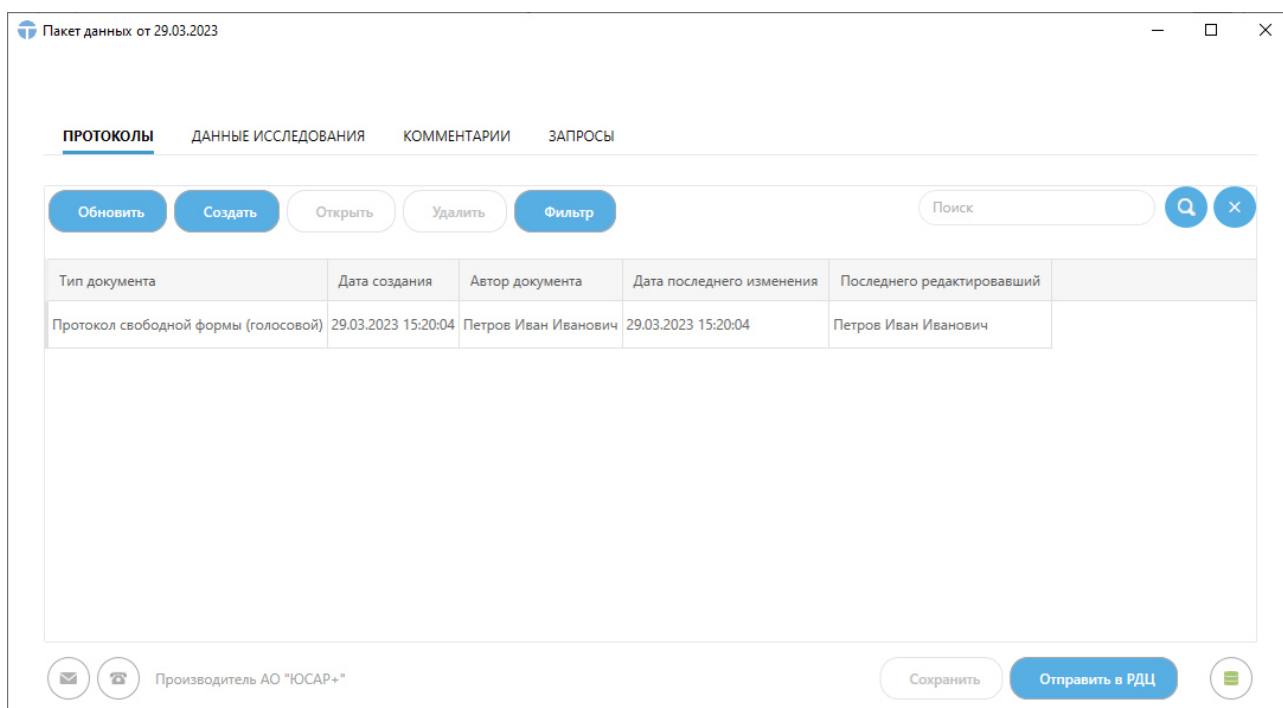 Пакет данных от 29.03.2023
ПРОТОКОЛЫ ДАННЫЕ ИССЛЕДОВАНИЯ КОММЕНТАРИИ ЗАПРОСЫ
Обновить Создать Открыть Удалить Фильтр Поиск
Тип документа Дата создания Автор документа Дата последнего изменения Последнего редактировавший
Протокол свободной формы (голосовой) 29.03.2023 15:20:04 Петров Иван Иванович 29.03.2023 15:20:04 Петров Иван Иванович
Производитель АО "ЮСАР+" Сохранить Отправить в РДЦ